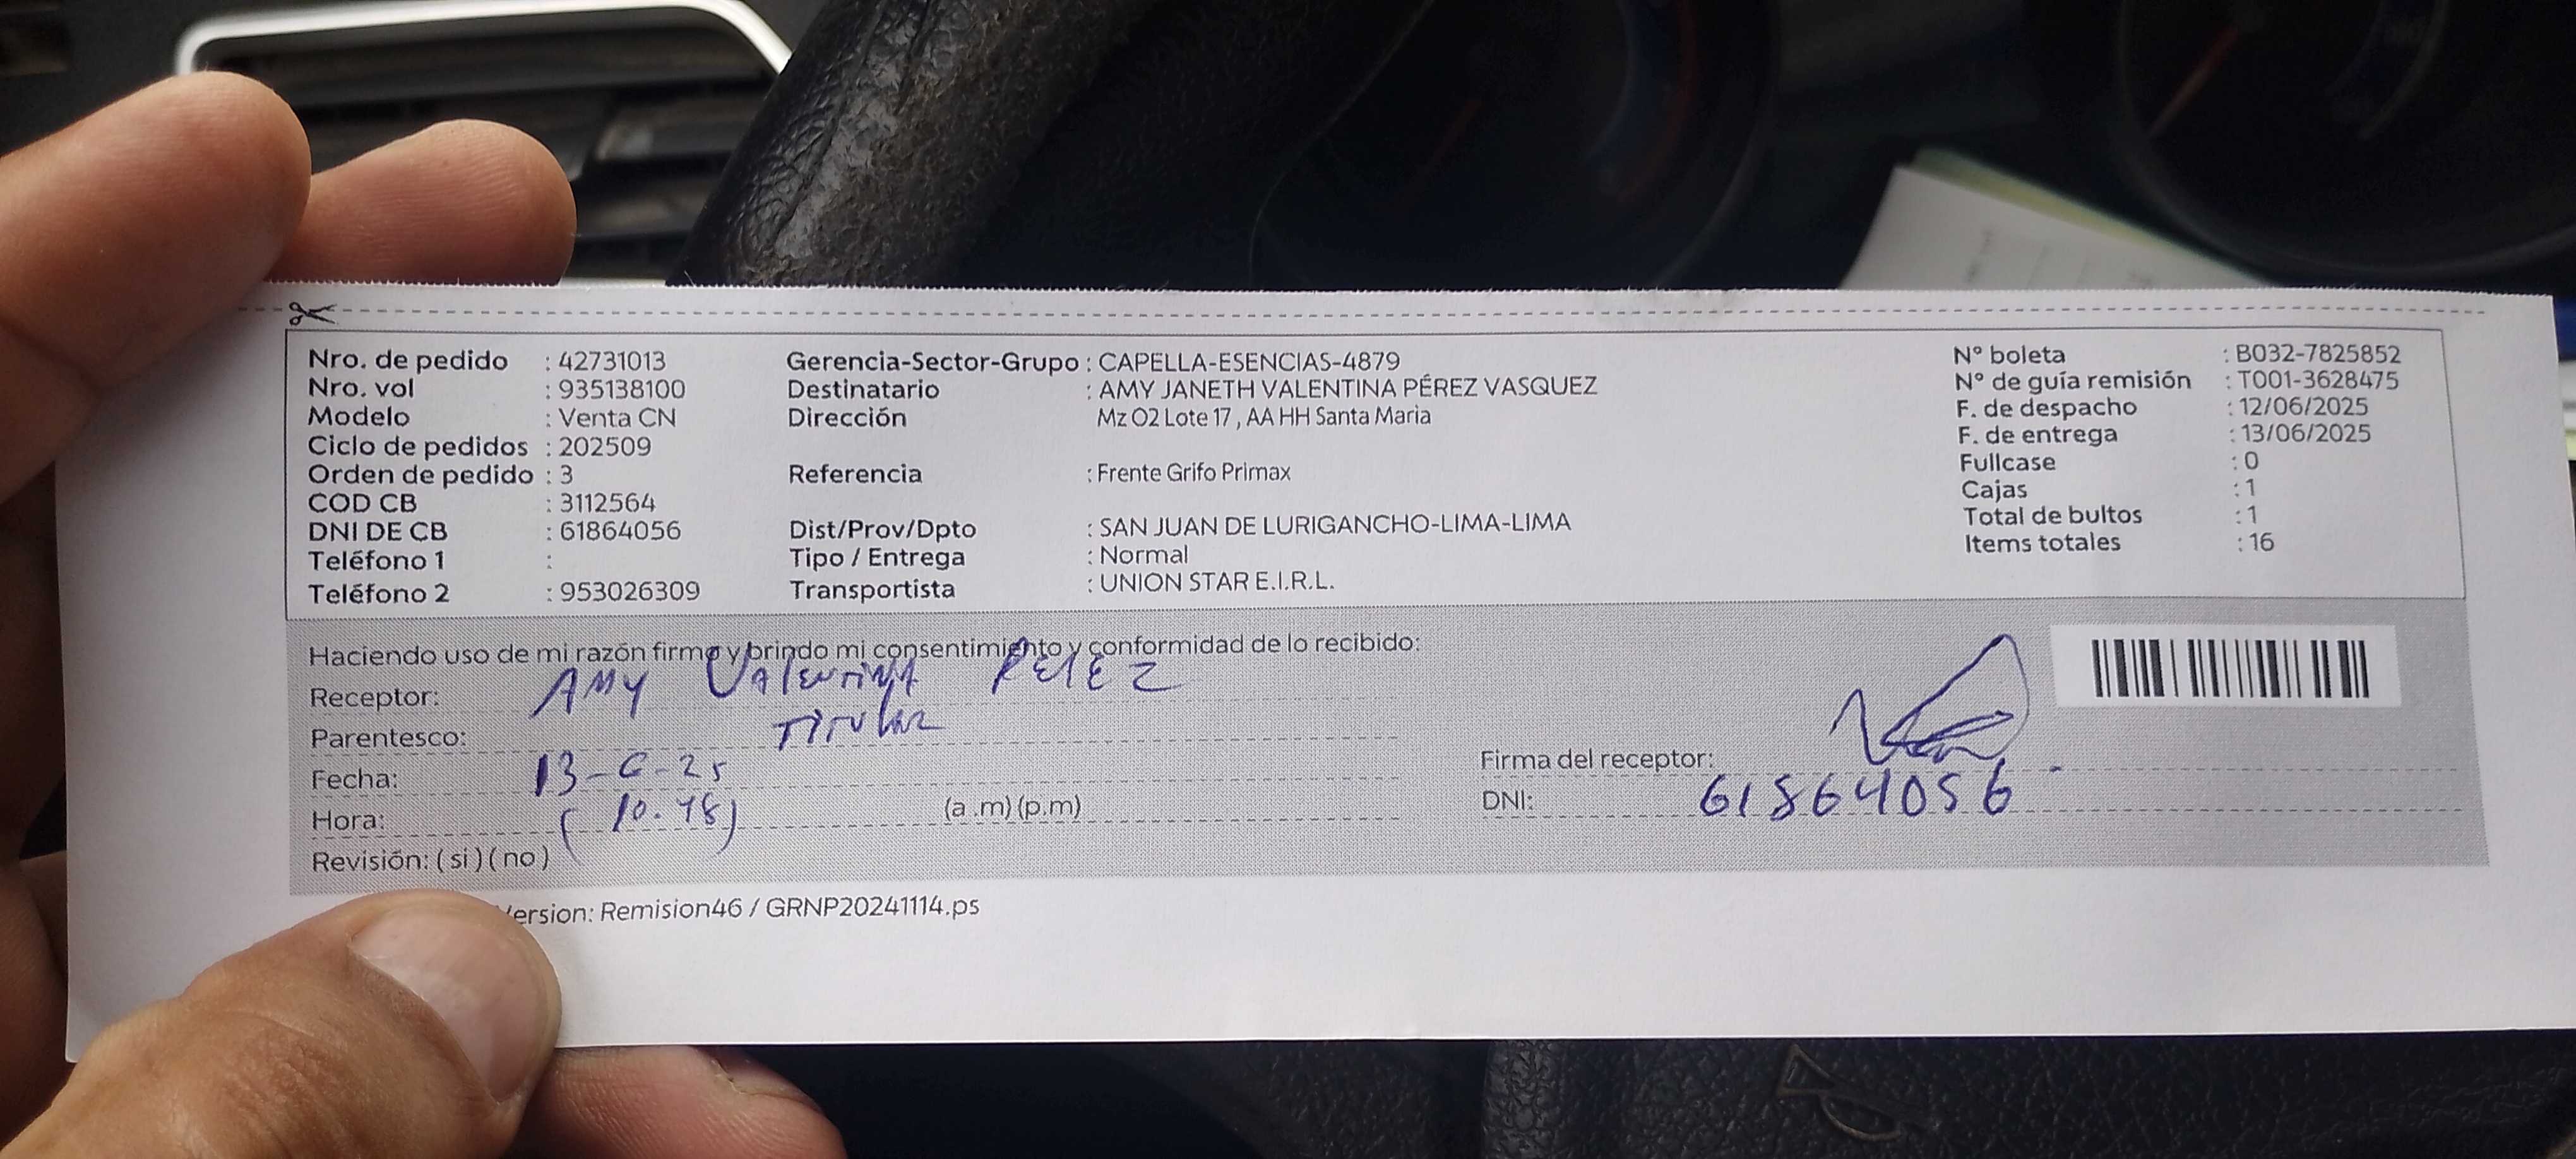 Nro. de pedido : 42731013
Nro. vol : 935138100
Modelo : Venta CN
Ciclo de pedidos : 202509
Orden de pedido : 3
COD CB : 3112564
DNI DE CB : 61864056
Teléfono 1 :
Teléfono 2 : 953026309
Gerencia-Sector-Grupo : CAPELLA-ESENCIAS-4879
Destinatario : AMY JANETH VALENTINA PÉREZ VASQUEZ
Dirección Mz O2 Lote 17 , AA HH Santa Maria
Referencia : Frente Grifo Primax
Dist/Prov/Dpto : SAN JUAN DE LURIGANCHO-LIMA-LIMA
Tipo / Entrega : Normal
Transportista : UNION STAR E.I.R.L.
N° boleta : B032-7825852
N° de guía remisión : T001-3628475
F. de despacho : 12/06/2025
F. de entrega : 13/06/2025
Fullcase : 0
Cajas : 1
Total de bultos : 1
Items totales : 16
Haciendo uso de mi razón firmo y brindo mi consentimiento y conformidad de lo recibido:
Receptor: AMY Valentina Pérez
Parentesco: Titular
Fecha: 13-6-25
Hora: (10.48) (a .m) (p.m)
Revisión: ( si ) ( no )
Firma del receptor:
DNI: 61864056
Version: Remision46 / GRNP20241114.ps